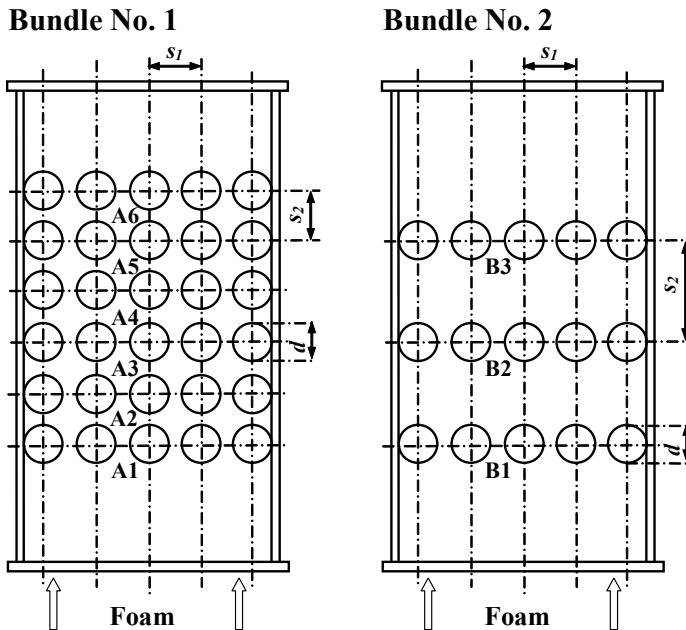 Bundle No. 1
s1
A6
s2
A5
A4
d
A3
A2
A1
Foam
Bundle No. 2
s1
B3
s2
B2
d
B1
Foam